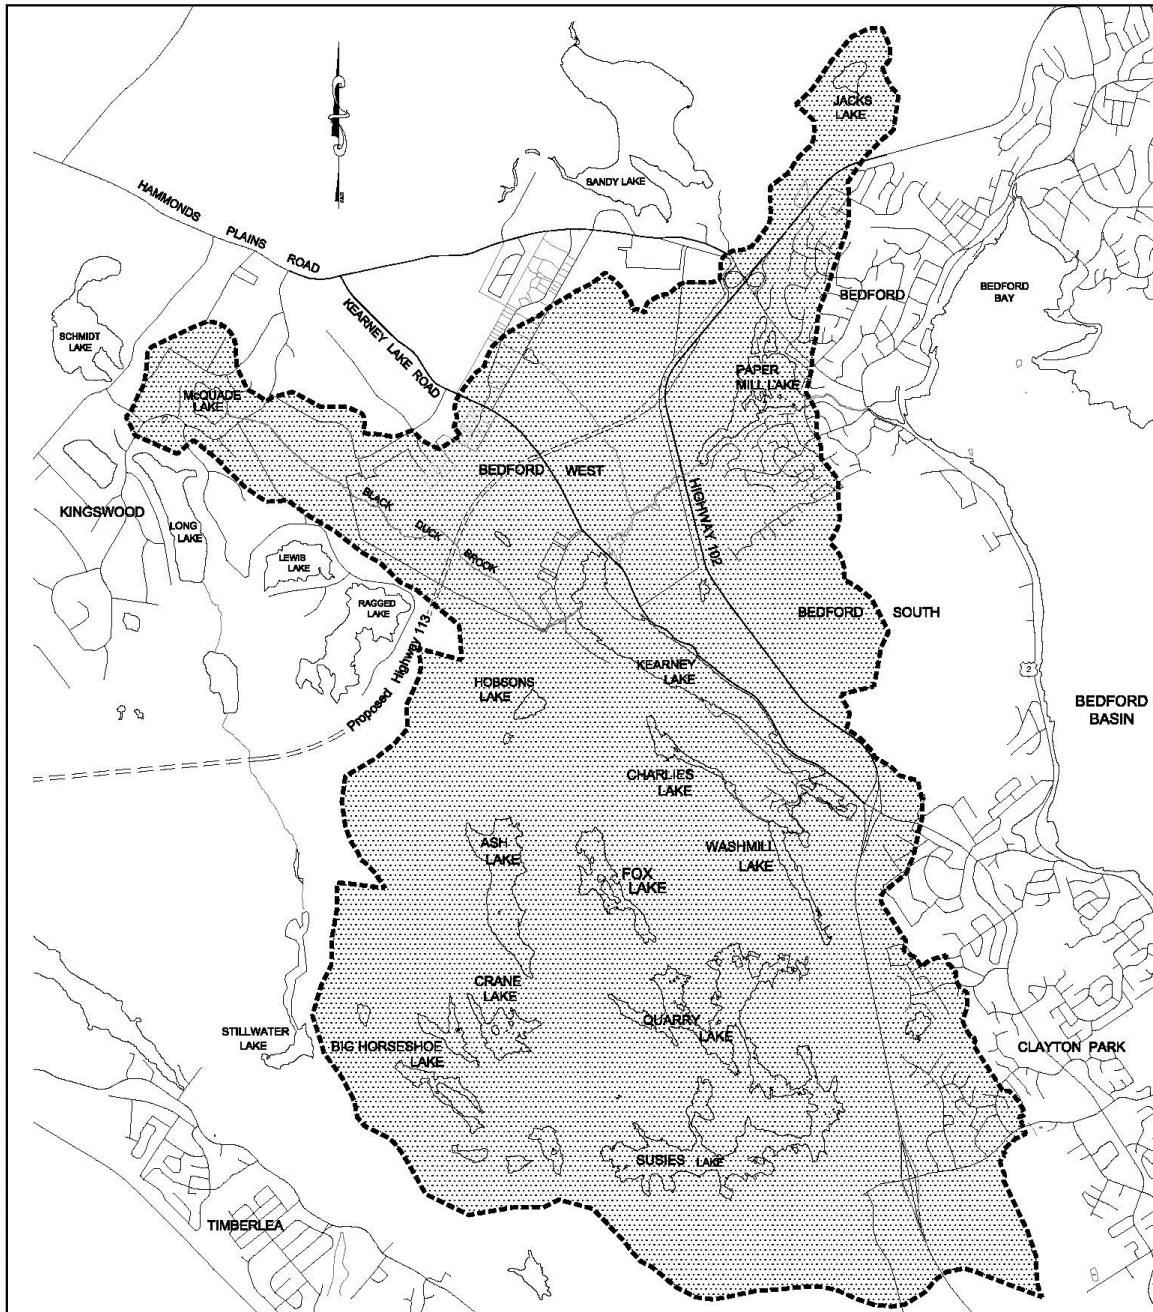 JACKS
LAKE
SANDY LAKE
HAMMONDS
PLAINS
ROAD
KEARNEY LAKE ROAD
BEDFORD
BEDFORD
BAY
SCHMIDT
LAKE
PAPER
MILL LAKE
McQUADE
LAKE
BEDFORD WEST
HIGHWAY 102
BLACK
DUCK
BROOK
KINGSWOOD
LONG
LAKE
LEWIS
LAKE
RAGGED
LAKE
BEDFORD SOUTH
Proposed Highway 113
KEARNEY
LAKE
2
HOBSONS
LAKE
BEDFORD
BASIN
CHARLIES
LAKE
ASH
LAKE
WASHMILL
LAKE
FOX
LAKE
CRANE
LAKE
QUARRY
LAKE
STILLWATER
LAKE
BIG HORSESHOE
LAKE
CLAYTON PARK
SUSIES LAKE
TIMBERLEA